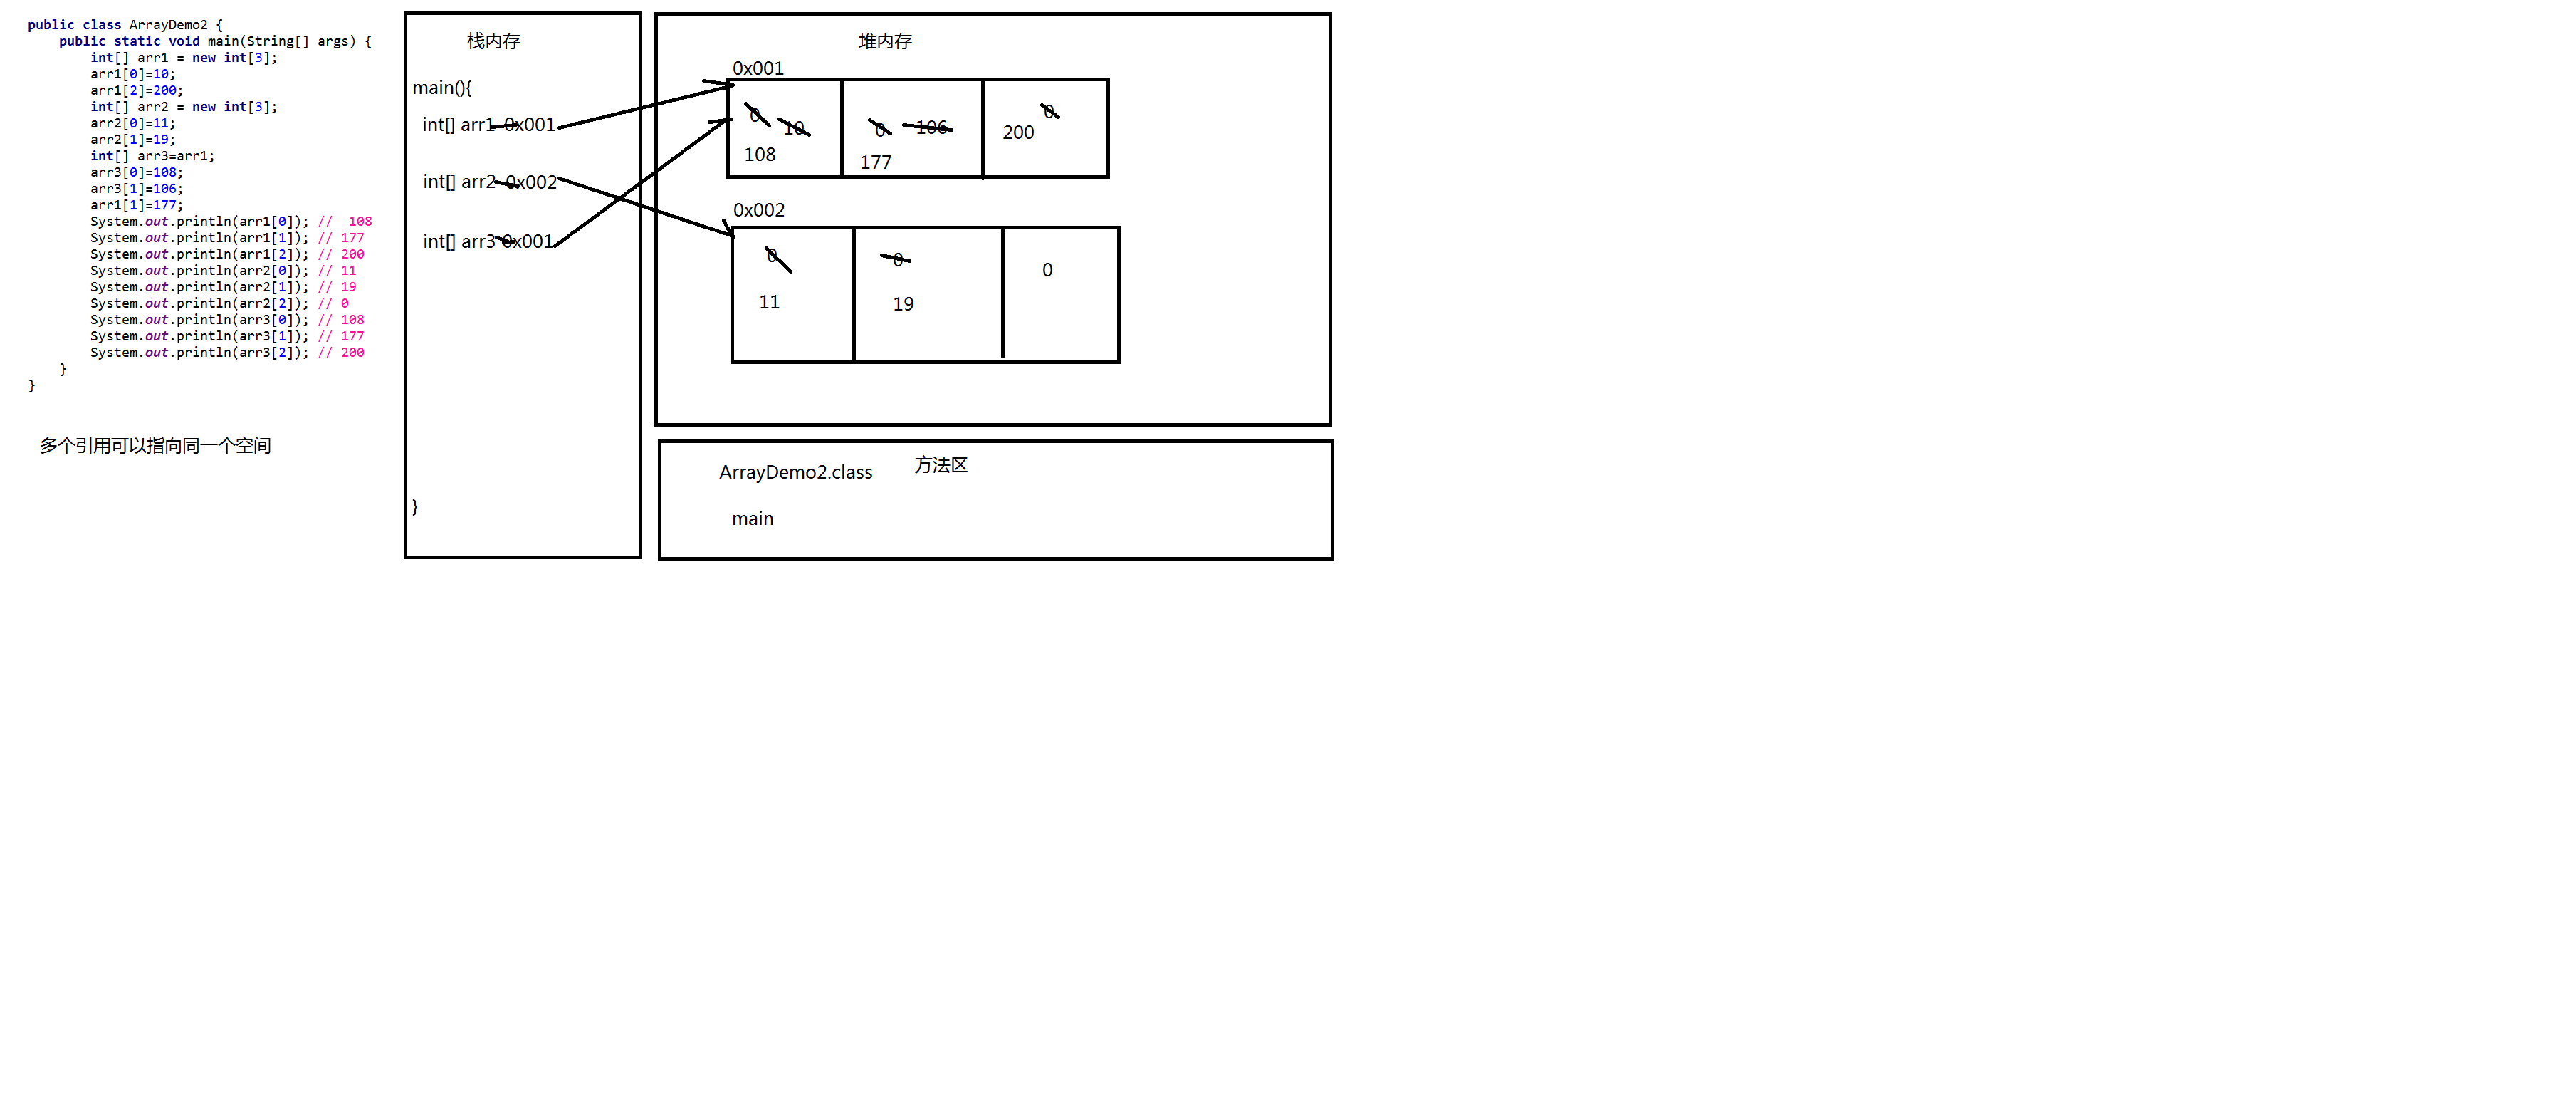 public class ArrayDemo2 {
public static void main(String[] args) {
int[] arr1 = new int[3];
arr1[0]=10;
arr1[2]=200;
int[] arr2 = new int[3];
arr2[0]=11;
arr2[1]=19;
int[] arr3=arr1;
arr3[0]=108;
arr3[1]=106;
arr1[1]=177;
System.out.println(arr1[0]); //  108
System.out.println(arr1[1]); // 177
System.out.println(arr1[2]); // 200
System.out.println(arr2[0]); // 11
System.out.println(arr2[1]); // 19
System.out.println(arr2[2]); // 0
System.out.println(arr3[0]); // 108
System.out.println(arr3[1]); // 177
System.out.println(arr3[2]); // 200
}
}
多个引用可以指向同一个空间
栈内存
main(){
int[] arr1 0x001
int[] arr2 0x002
int[] arr3 0x001
}
堆内存
0x001
0 10
108
0 106
177
0
200
0x002
0
11
0
19
0
方法区
ArrayDemo2.class
main